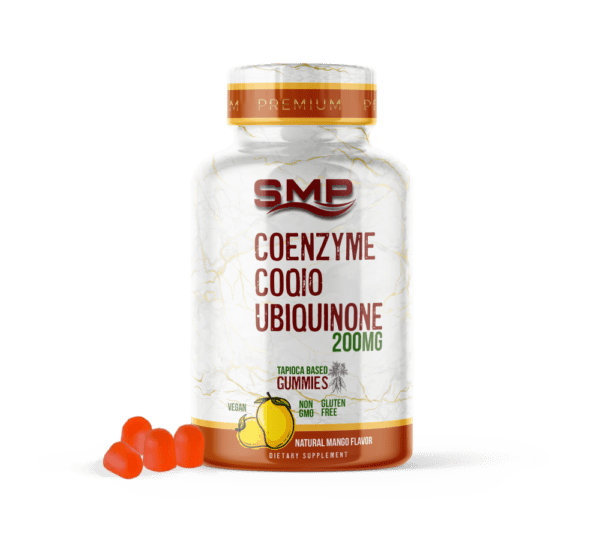 M PREMIUM P
SMP
COENZYME
COQ10
UBIQUINONE
200MG
TAPIOCA BASED
GUMMIES
VEGAN
NON
GMO
GLUTEN
FREE
NATURAL MANGO FLAVOR
DIETARY SUPPLEMENT